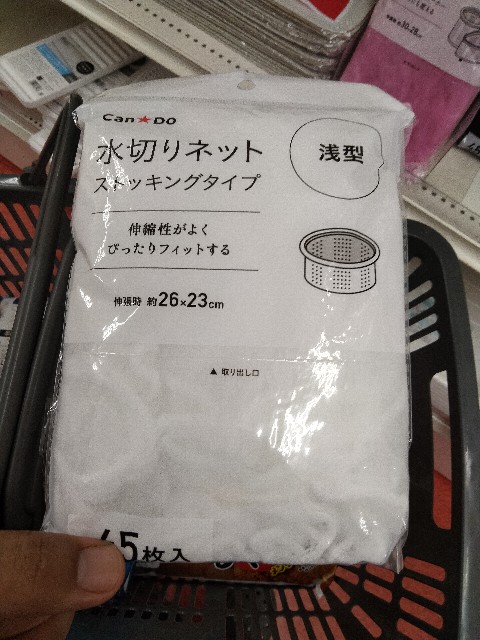 Can★Do
水切りネット
ストッキングタイプ
浅型
伸縮性がよく
ぴったりフィットする
伸張時 約26×23cm
▲ 取り出し口
45枚入